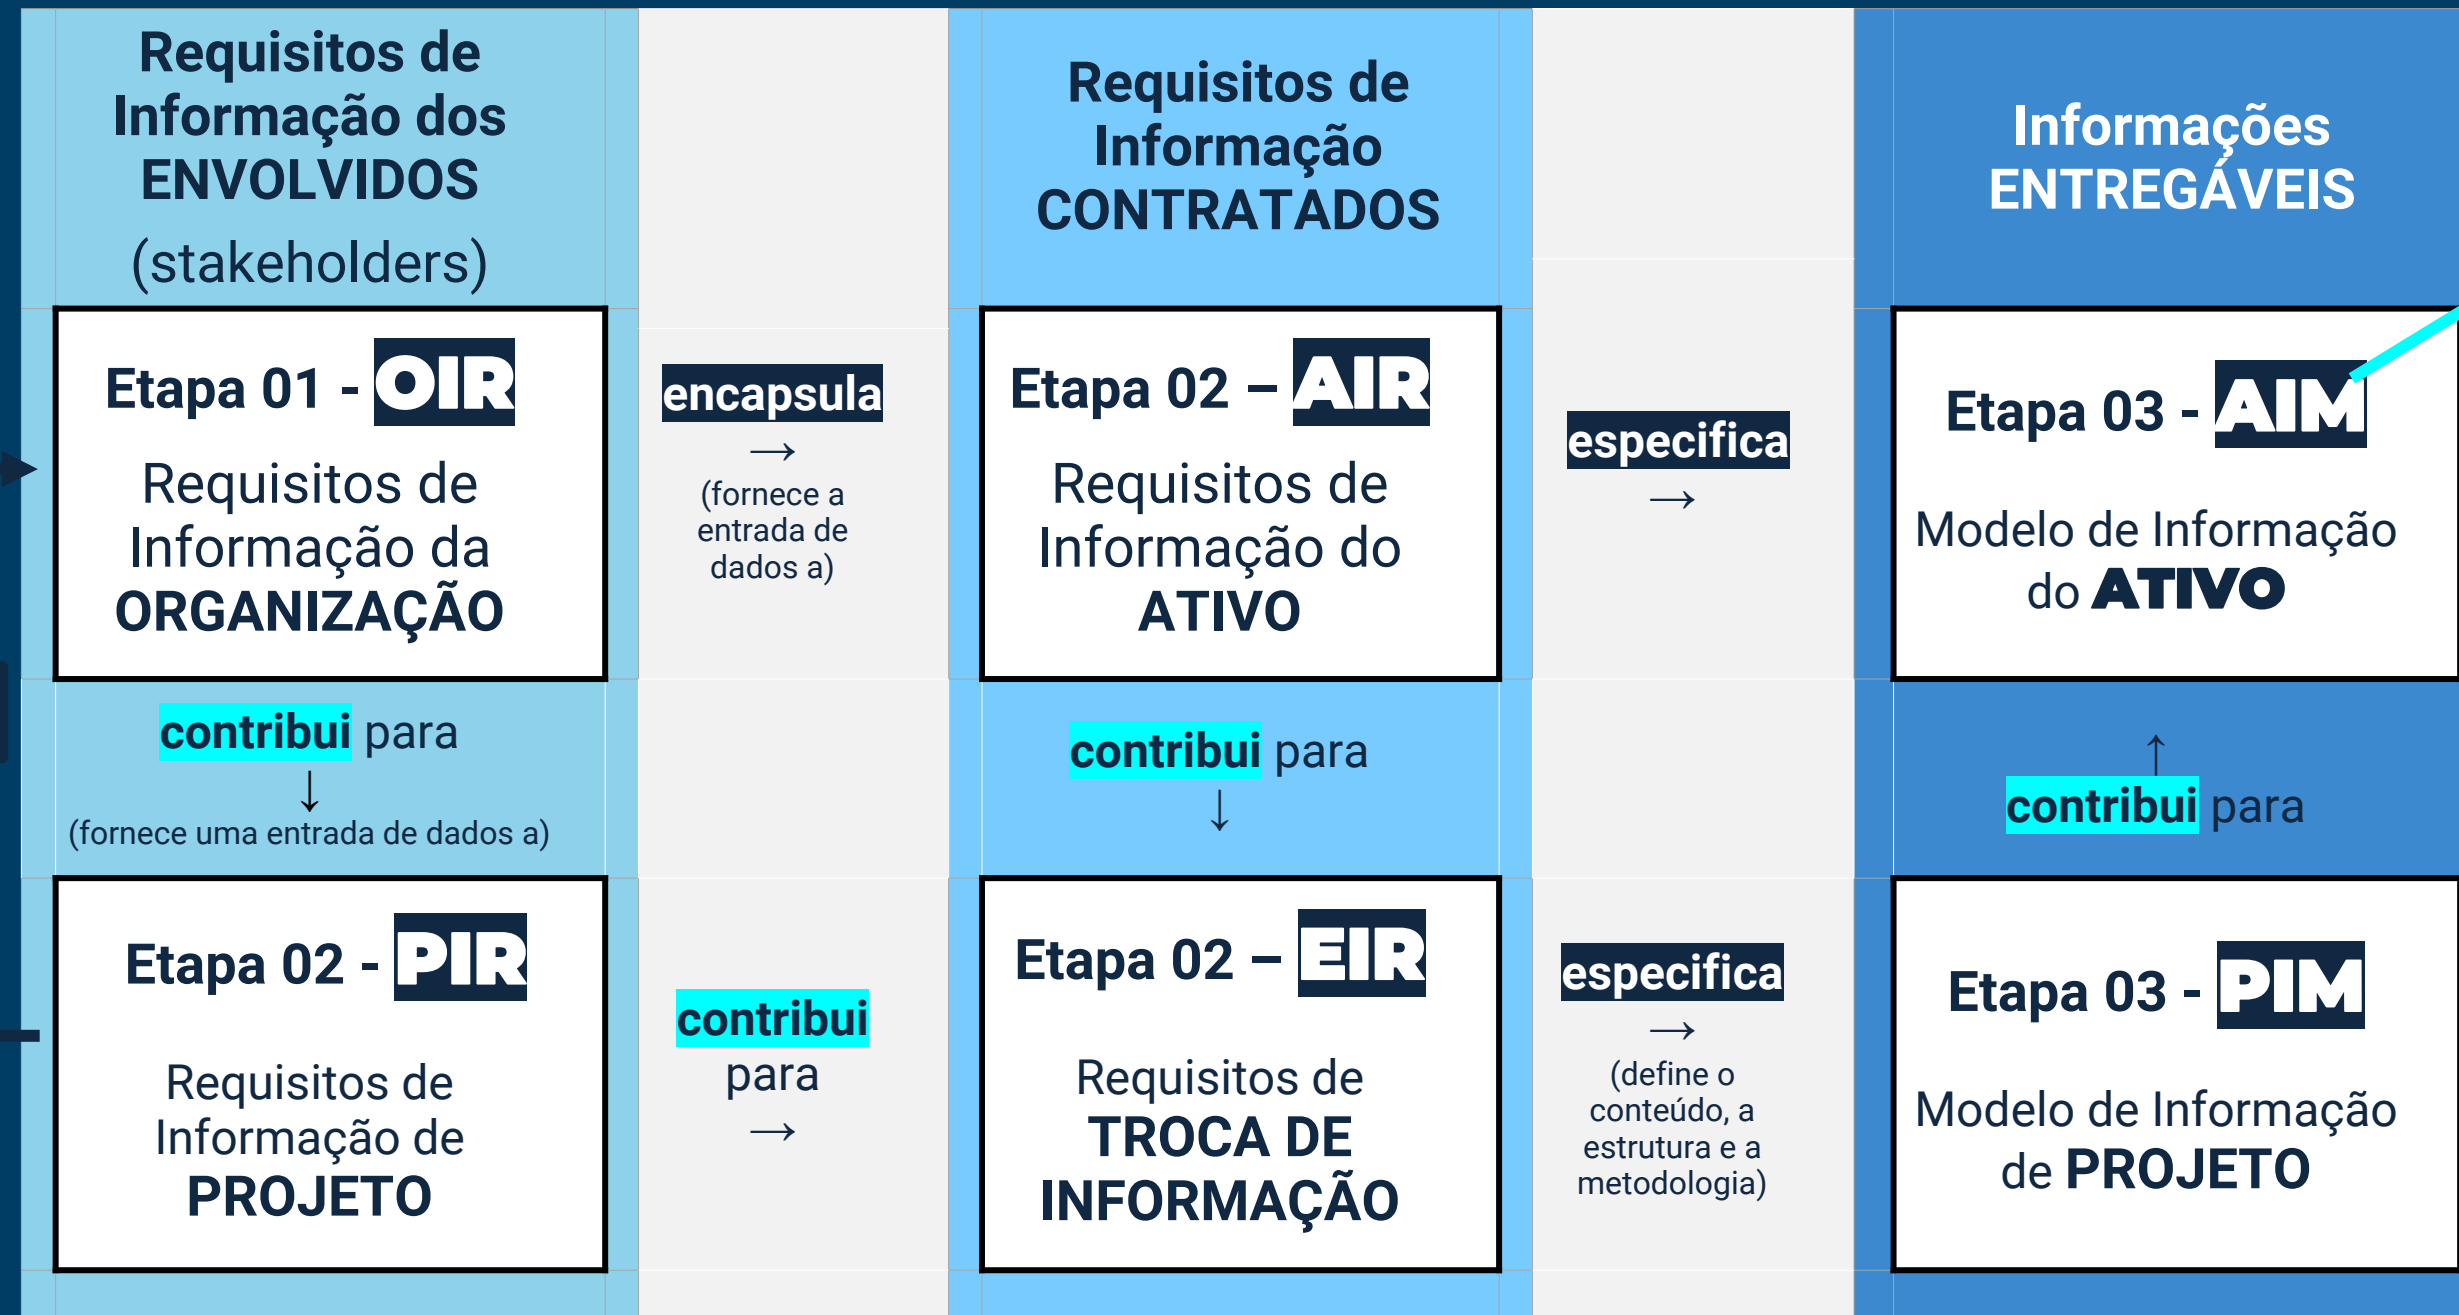 Requisitos de
Informação dos
ENVOLVIDOS
(stakeholders)
Requisitos de
Informação
CONTRATADOS
Informações
ENTREGÁVEIS
Etapa 01 - OIR
Requisitos de
Informação da
ORGANIZAÇÃO
encapsula
→
(fornece a
entrada de
dados a)
Etapa 02 – AIR
Requisitos de
Informação do
ATIVO
especifica
→
Etapa 03 - AIM
Modelo de Informação
do ATIVO
contribui para
↓
(fornece uma entrada de dados a)
contribui para
↓
↑
contribui para
Etapa 02 - PIR
Requisitos de
Informação de
PROJETO
contribui
para
→
Etapa 02 – EIR
Requisitos de
TROCA DE
INFORMAÇÃO
especifica
→
(define o
conteúdo, a
estrutura e a
metodologia)
Etapa 03 - PIM
Modelo de Informação
de PROJETO